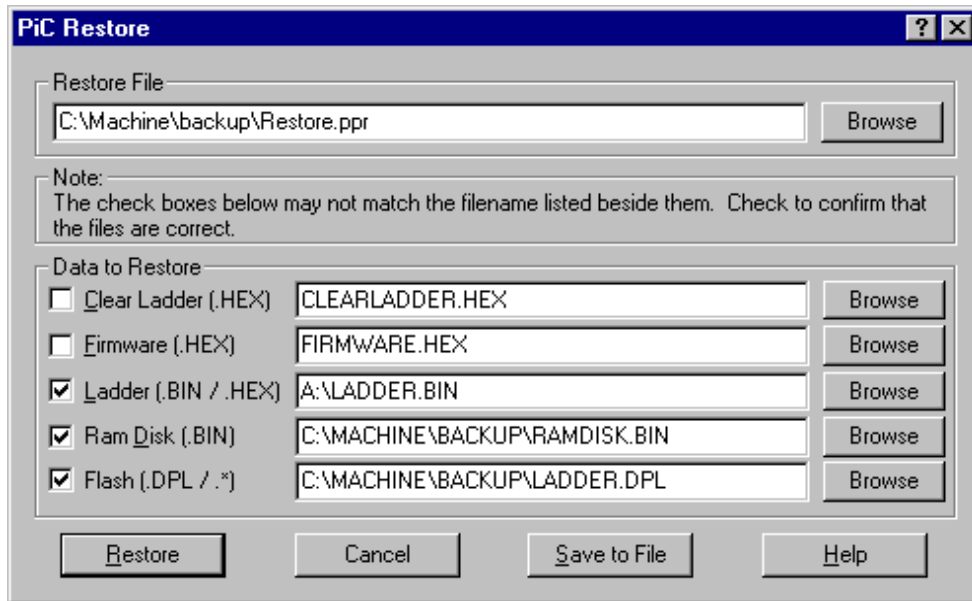 PiC Restore
Restore File
C:\Machine\backup\Restore.ppr Browse
Note:
The check boxes below may not match the filename listed beside them. Check to confirm that
the files are correct.
Data to Restore
Clear Ladder (.HEX) CLEARLADDER.HEX Browse
Firmware (.HEX) FIRMWARE.HEX Browse
Ladder (.BIN / .HEX) A:\LADDER.BIN Browse
Ram Disk (.BIN) C:\MACHINE\BACKUP\RAMDISK.BIN Browse
Flash (.DPL / .*) C:\MACHINE\BACKUP\LADDER.DPL Browse
Restore Cancel Save to File Help